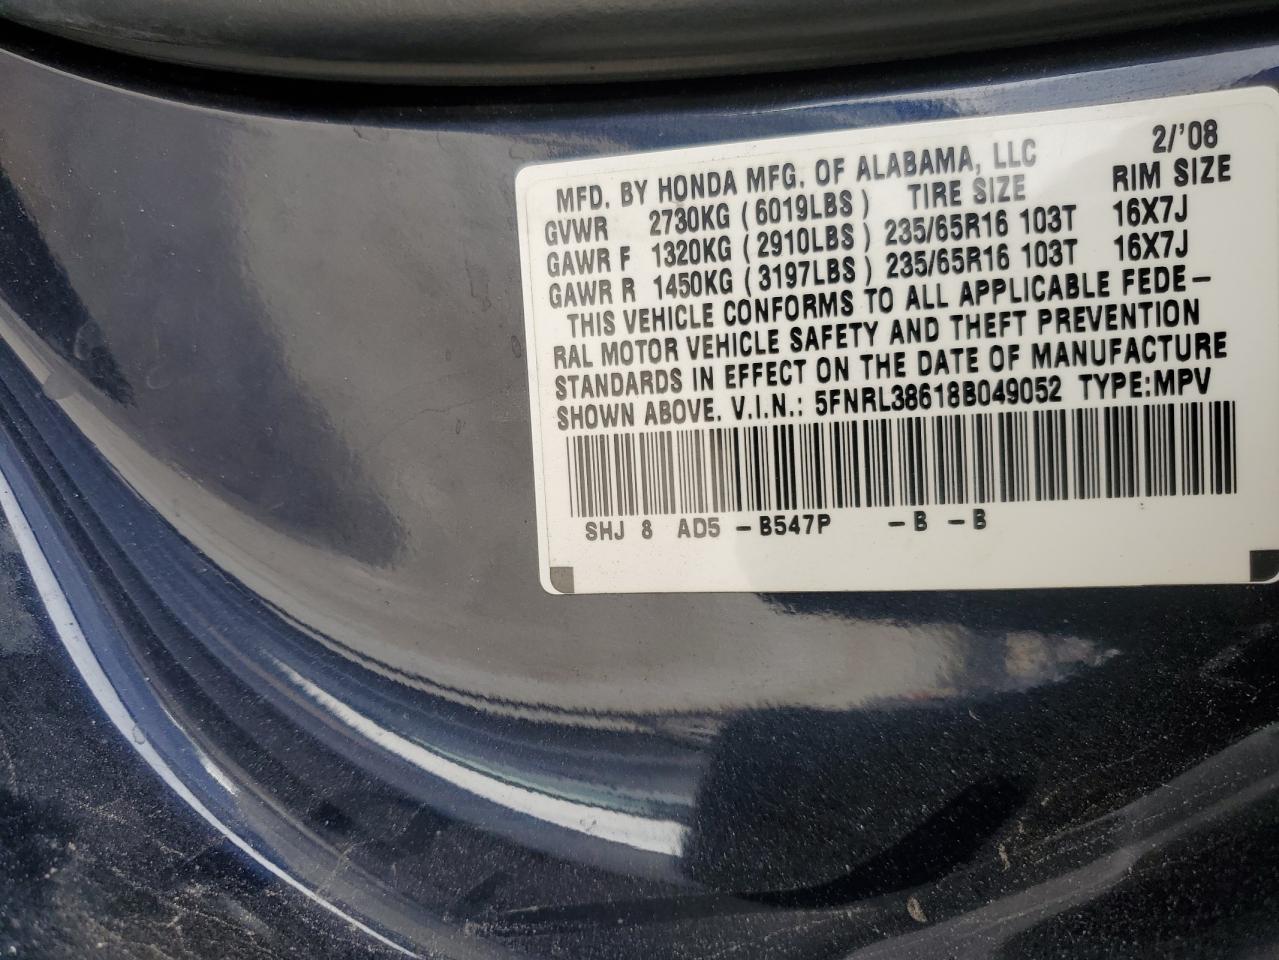 2/'08
MFD. BY HONDA MFG. OF ALABAMA, LLC
TIRE SIZE RIM SIZE
GVWR 2730KG (6019LBS)
GAWR F 1320KG (2910LBS) 235/65R16 103T 16X7J
GAWR R 1450KG (3197LBS) 235/65R16 103T 16X7J
THIS VEHICLE CONFORMS TO ALL APPLICABLE FEDE-
RAL MOTOR VEHICLE SAFETY AND THEFT PREVENTION
STANDARDS IN EFFECT ON THE DATE OF MANUFACTURE
SHOWN ABOVE. V.I.N.: 5FNRL38618B049052 TYPE:MPV
SHJ 8 AD5 -B547P -B -B